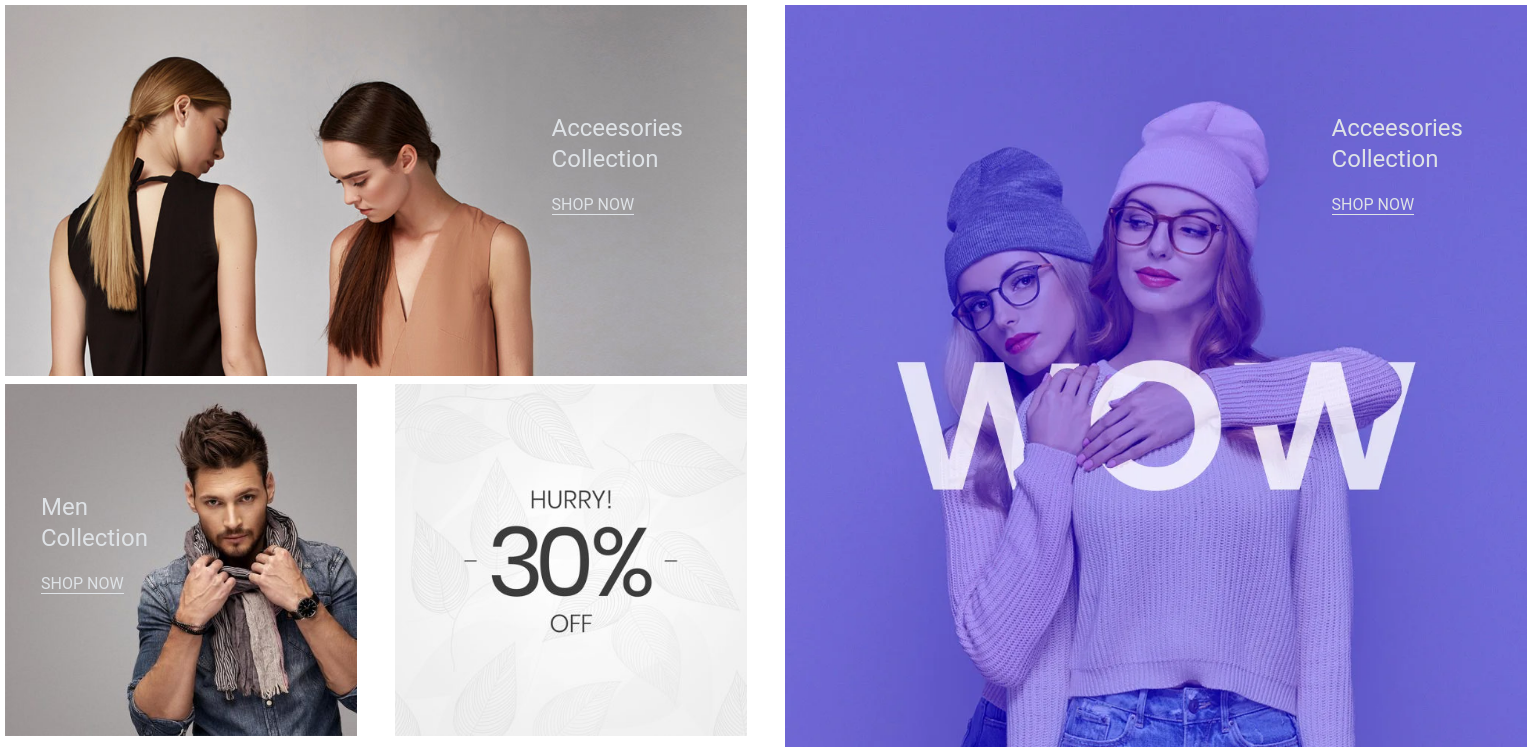 Acceesories
Collection
SHOP NOW
Men
Collection
SHOP NOW
HURRY!
- 30% -
OFF
Acceesories
Collection
SHOP NOW
WOW